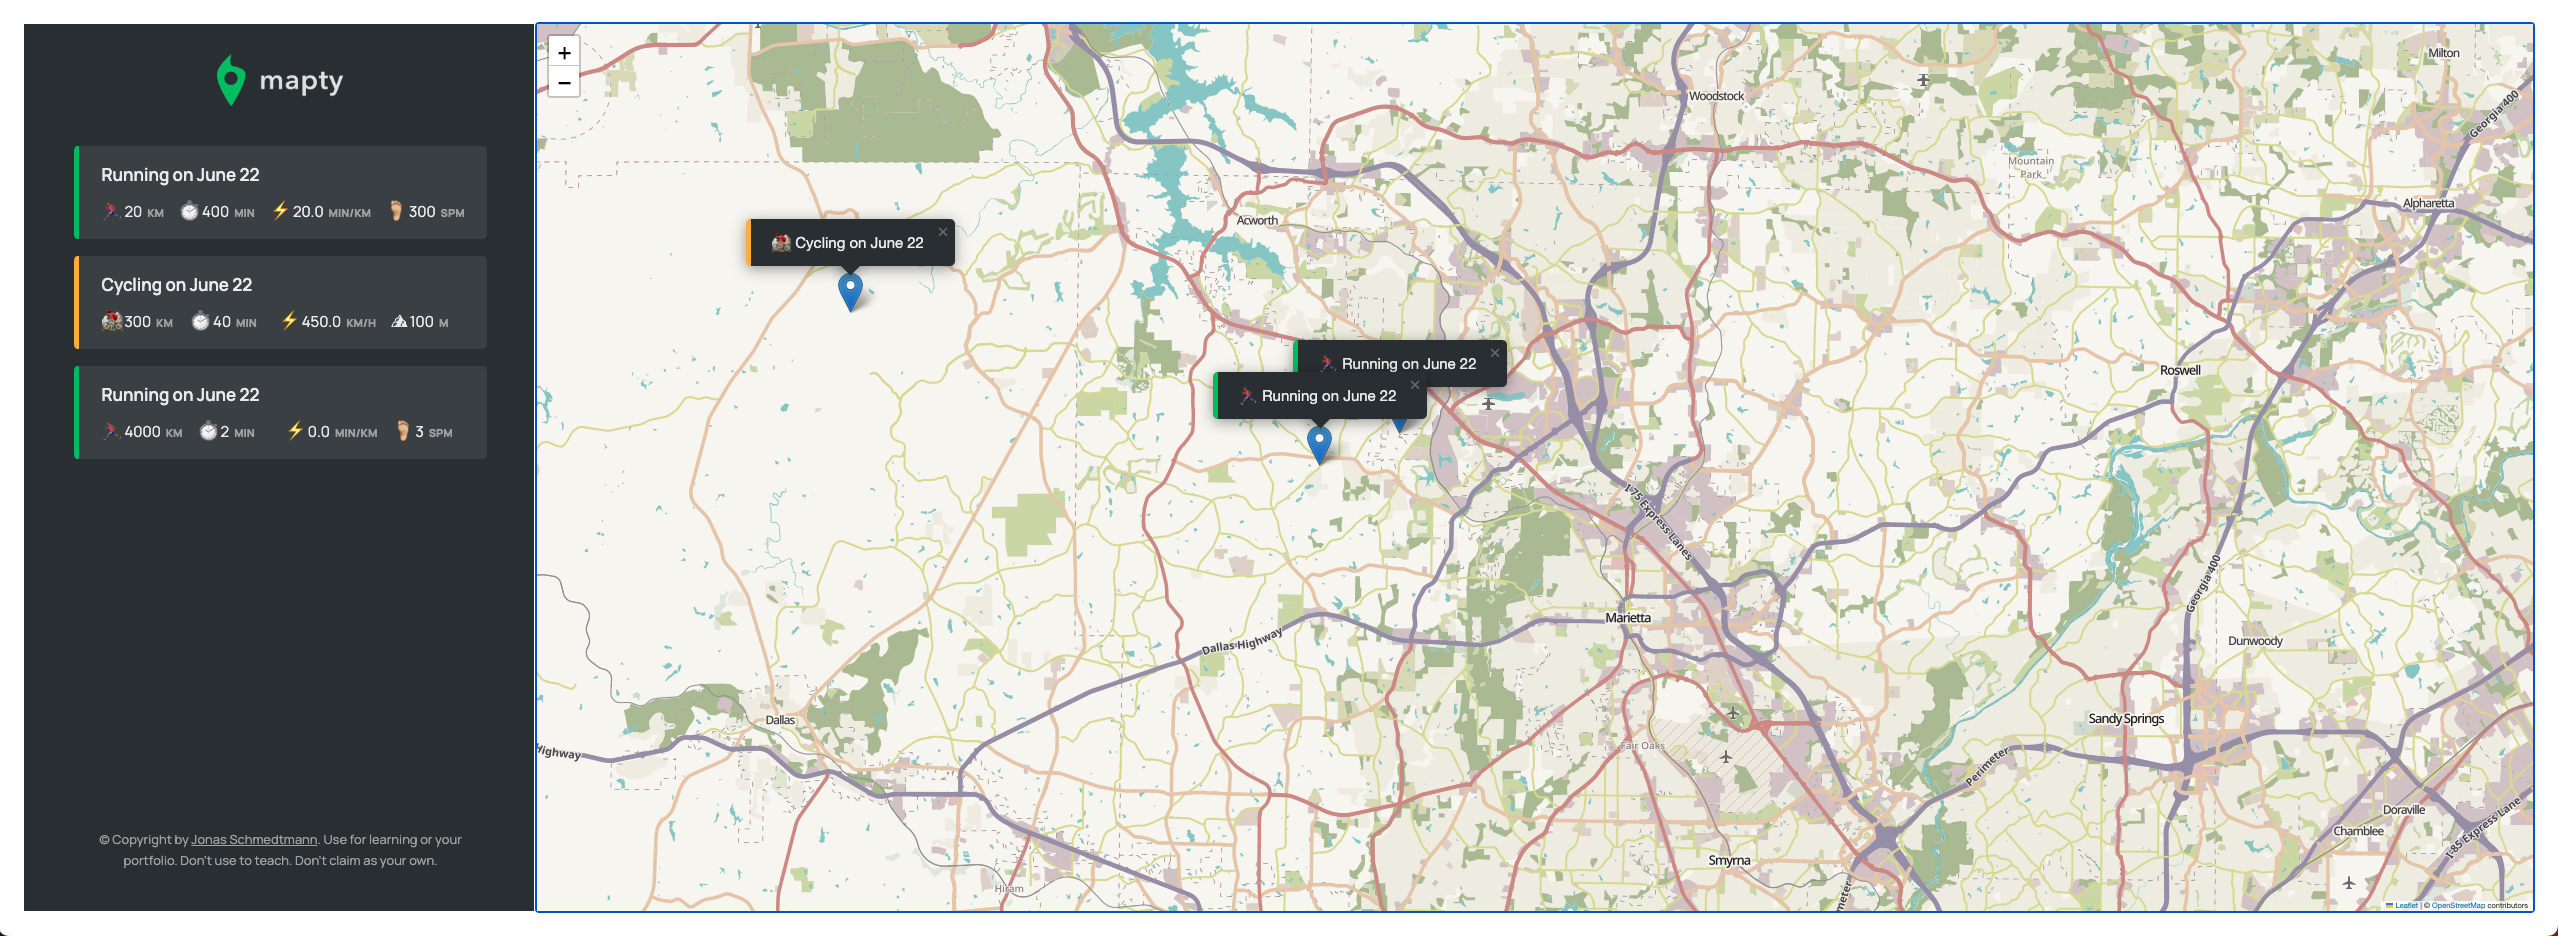 mapty
Running on June 22
20 KM 400 MIN 20.0 MIN/KM 300 SPM
Cycling on June 22
300 KM 40 MIN 450.0 KM/H 100 M
Running on June 22
4000 KM 2 MIN 0.0 MIN/KM 3 SPM
© Copyright by Jonas Schmedtmann. Use for learning or your
portfolio. Don't use to teach. Don't claim as your own.
+
−
Milton
Woodstock
Georgia 400
Mountain
Park
Alpharetta
Acworth
Cycling on June 22 ×
Running on June 22 ×
Running on June 22 ×
Roswell
I 75 Express Lanes
Georgia 400
Marietta
Dallas Highway
Dunwoody
Dallas
Sandy Springs
Highway
Fair Oaks
Perimeter
Doraville
Chamblee
I-85 Express Lane
Smyrna
Hiram
meter
Leaflet | © OpenStreetMap contributors